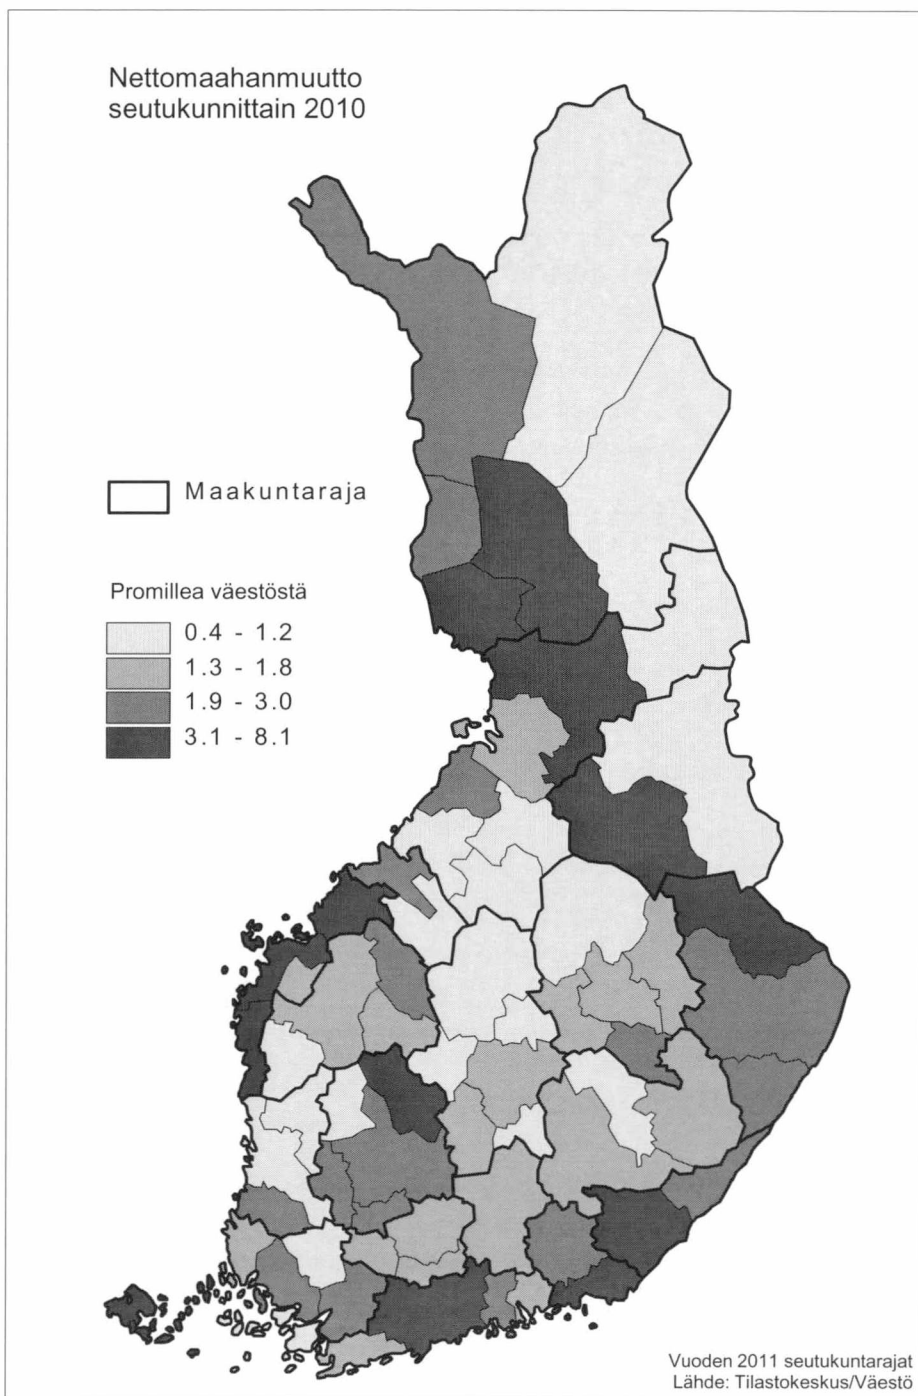 Nettomaahanmuutto
seutukunnittain 2010
Maakuntaraja
Promillea väestöstä
0.4 - 1.2
1.3 - 1.8
1.9 - 3.0
3.1 - 8.1
Vuoden 2011 seutukuntarajat
Lähde: Tilastokeskus/Väestö